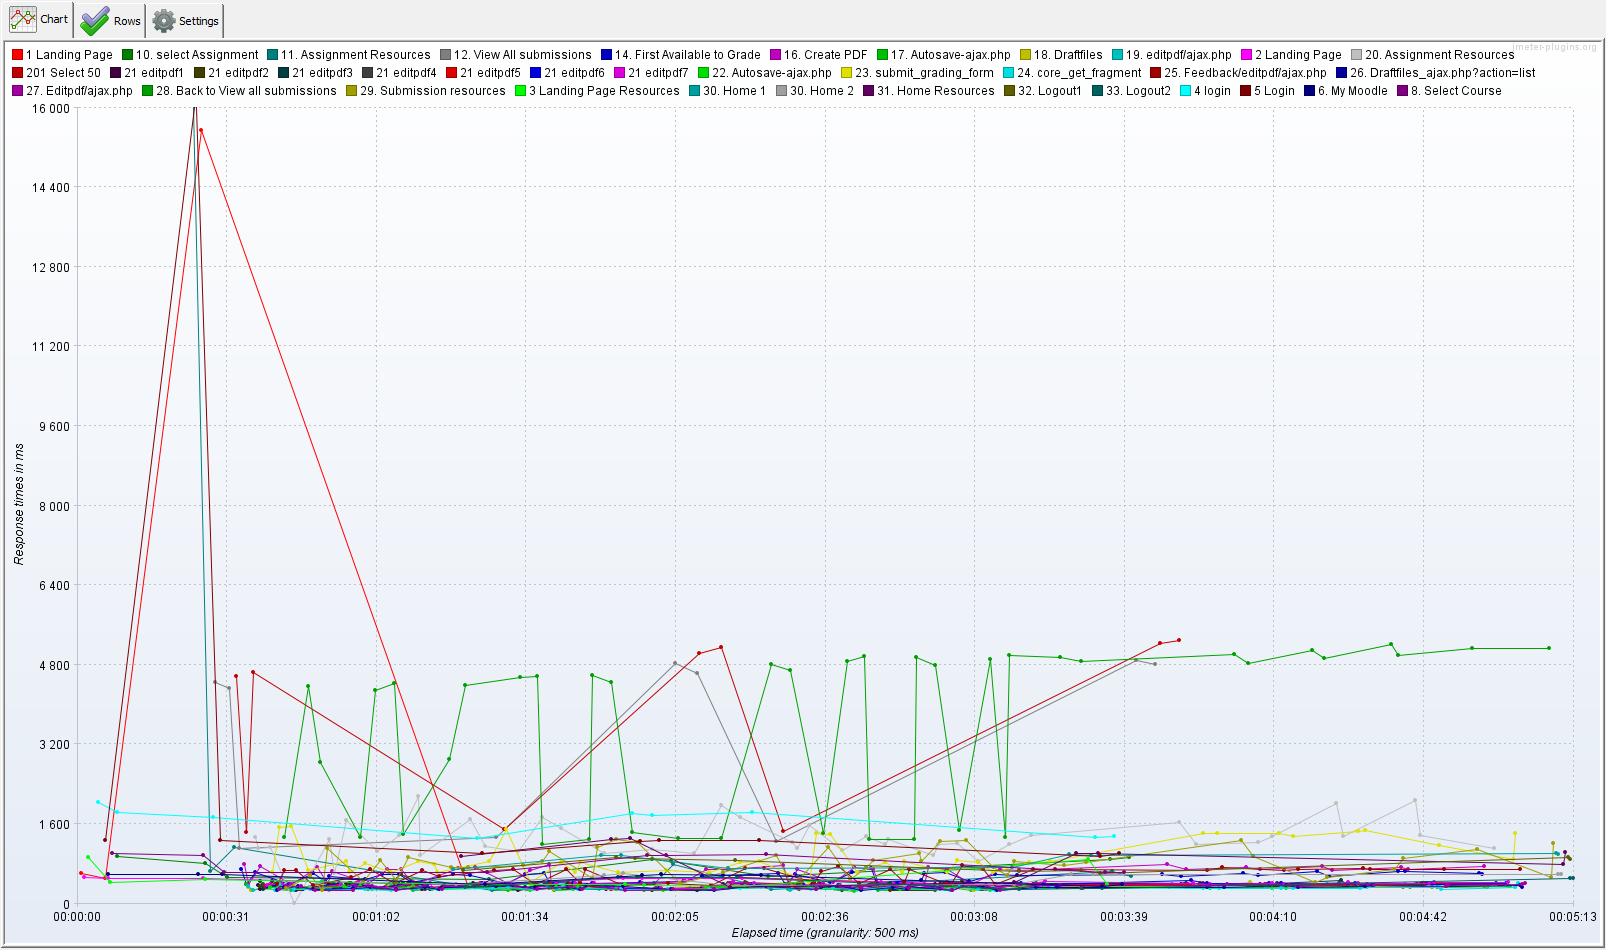 Chart Rows Settings
jmeter-plugins.org
1 Landing Page 10. select Assignment 11. Assignment Resources 12. View All submissions 14. First Available to Grade 16. Create PDF 17. Autosave-ajax.php 18. Draftfiles 19. editpdf/ajax.php 2 Landing Page 20. Assignment Resources
201 Select 50 21 editpdf1 21 editpdf2 21 editpdf3 21 editpdf4 21 editpdf5 21 editpdf6 21 editpdf7 22. Autosave-ajax.php 23. submit_grading_form 24. core_get_fragment 25. Feedback/editpdf/ajax.php 26. Draftfiles_ajax.php?action=list
27. Editpdf/ajax.php 28. Back to View all submissions 29. Submission resources 3 Landing Page Resources 30. Home 1 30. Home 2 31. Home Resources 32. Logout1 33. Logout2 4 login 5 Login 6. My Moodle 8. Select Course
16 000
14 400
12 800
11 200
9 600
8 000
6 400
4 800
3 200
1 600
0
Response times in ms
00:00:00 00:00:31 00:01:02 00:01:34 00:02:05 00:02:36 00:03:08 00:03:39 00:04:10 00:04:42 00:05:13
Elapsed time (granularity: 500 ms)